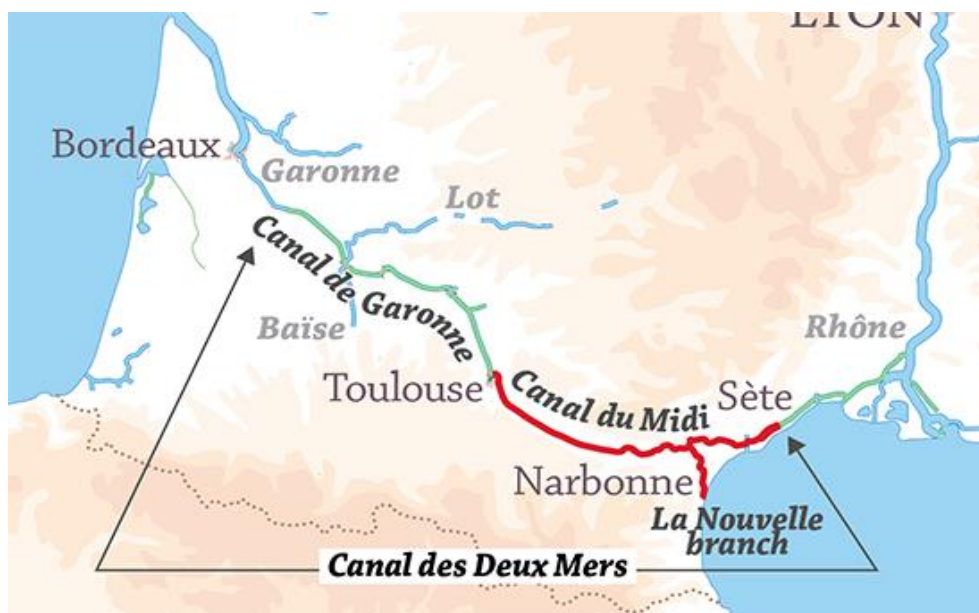 LYON
Bordeaux
Garonne
Lot
Canal de Garonne
Baïse
Rhône
Toulouse
Canal du Midi
Sète
Narbonne
La Nouvelle
branch
Canal des Deux Mers